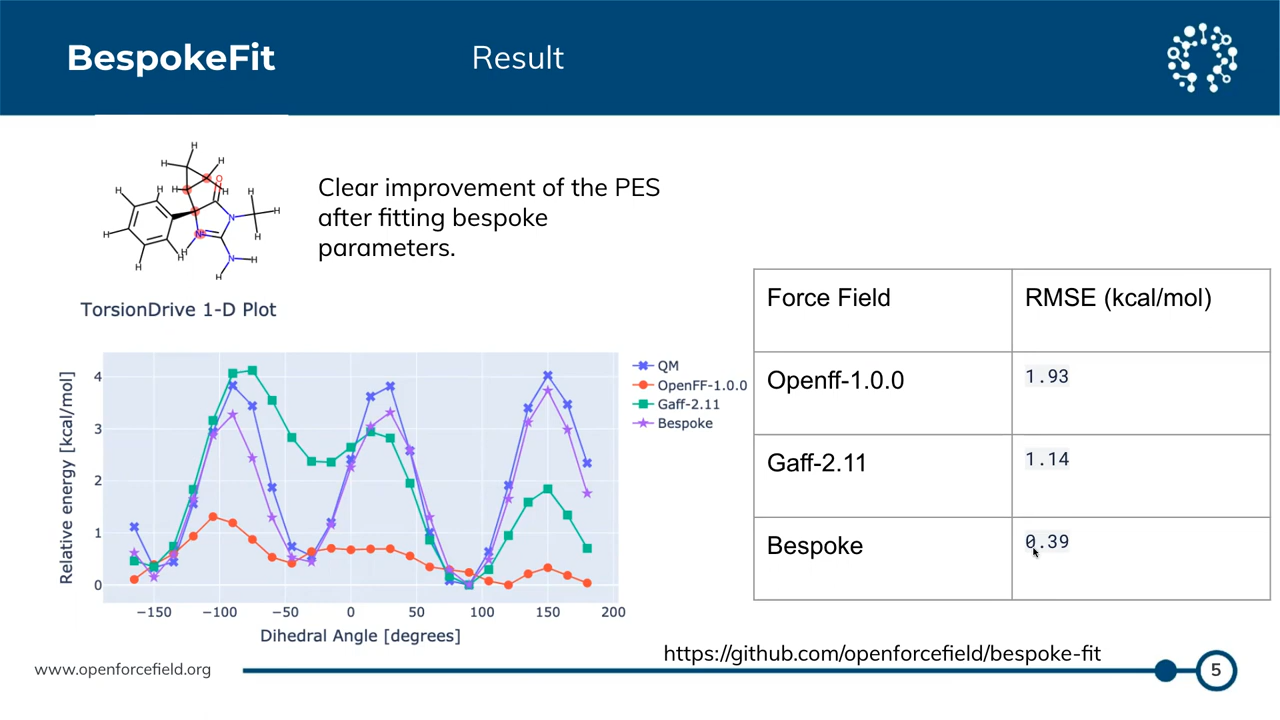 BespokeFit
Result
Clear improvement of the PES
after fitting bespoke
parameters.
H
H
H
O
H
H
H
H
H
N
H
H
N
H
H
H
H
N
H
H
H
TorsionDrive 1-D Plot
Relative energy [kcal/mol]
4
3
2
1
0
−150
−100
−50
0
50
100
150
200
Dihedral Angle [degrees]
QM
OpenFF-1.0.0
Gaff-2.11
Bespoke
Force Field
RMSE (kcal/mol)
Openff-1.0.0
1.93
Gaff-2.11
1.14
Bespoke
0.39
https://github.com/openforcefield/bespoke-fit
www.openforcefield.org
5